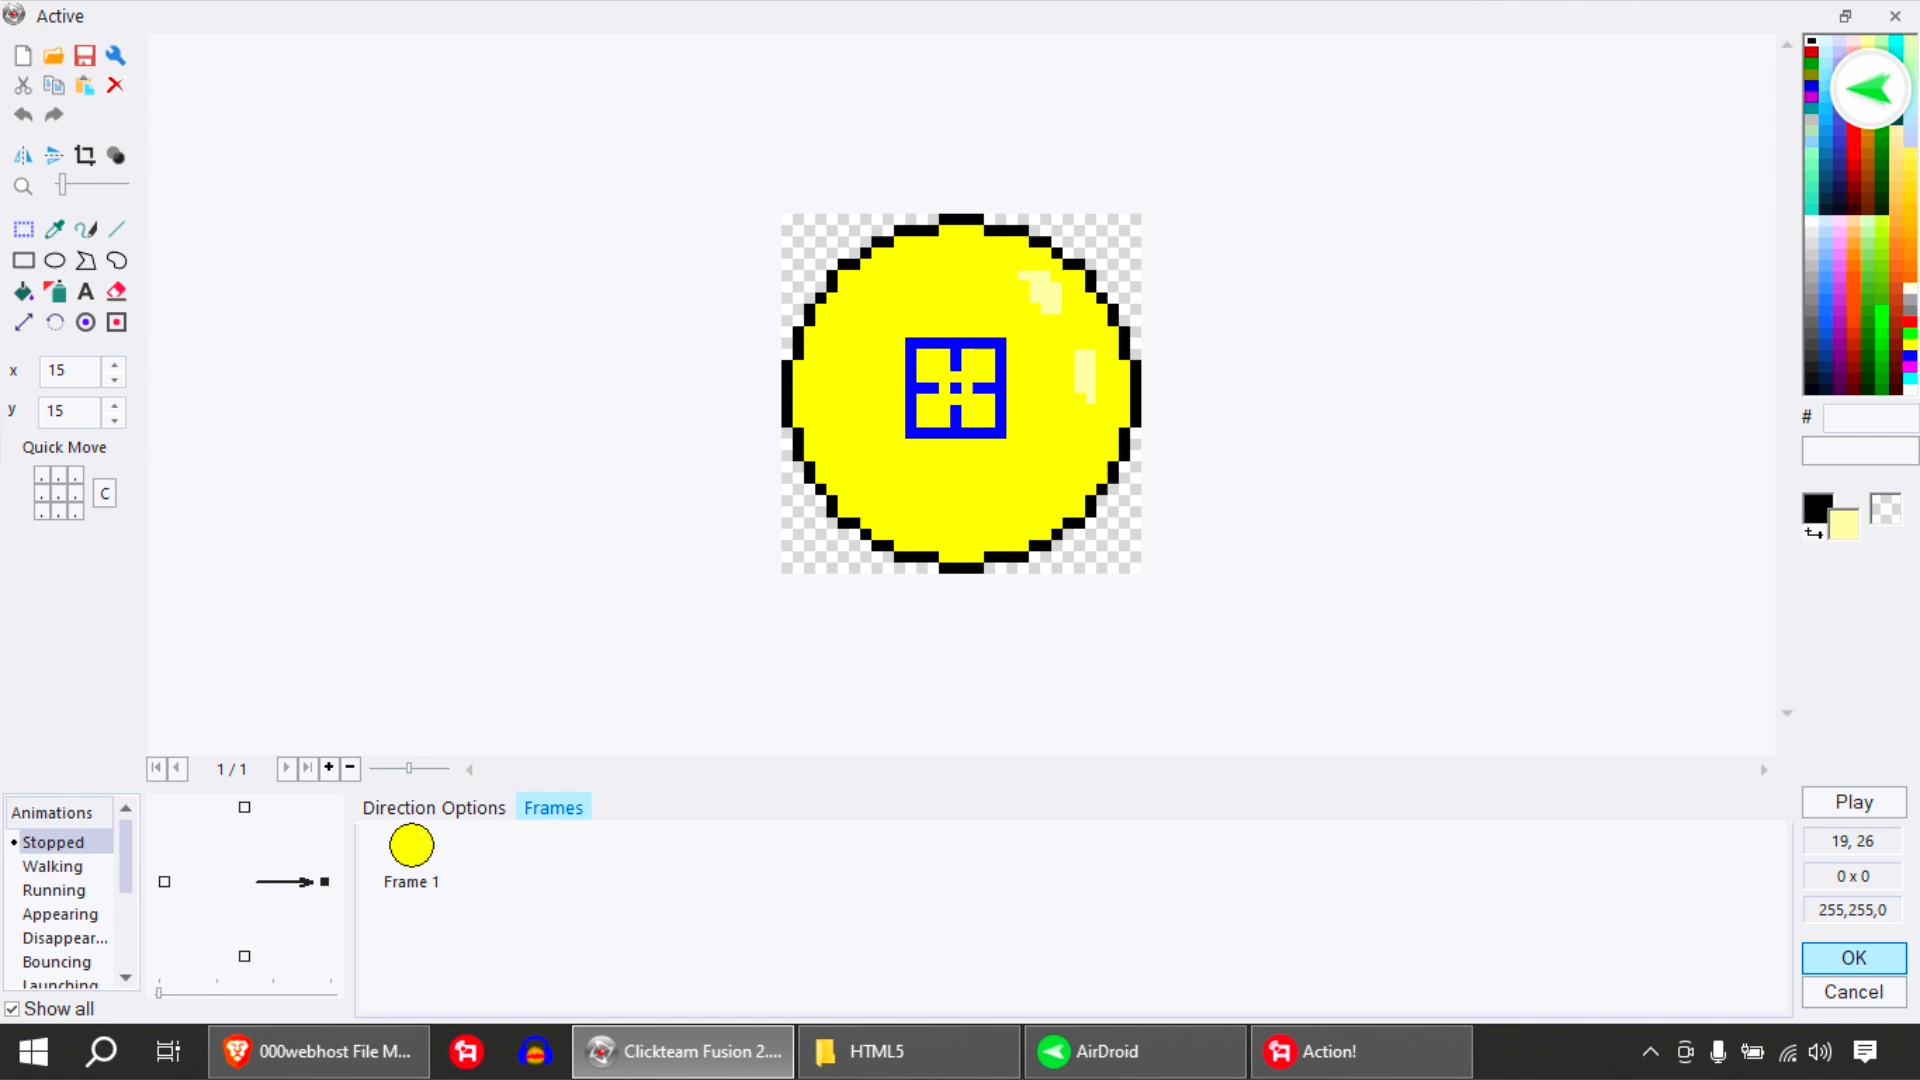 Active
x 15
y 15
Quick Move
C
#
1 / 1
Animations
Stopped
Walking
Running
Appearing
Disappear...
Bouncing
Launching
Show all
Direction Options Frames
Frame 1
Play
19, 26
0 x 0
255,255,0
OK
Cancel
000webhost File M...
Clickteam Fusion 2....
HTML5
AirDroid
Action!